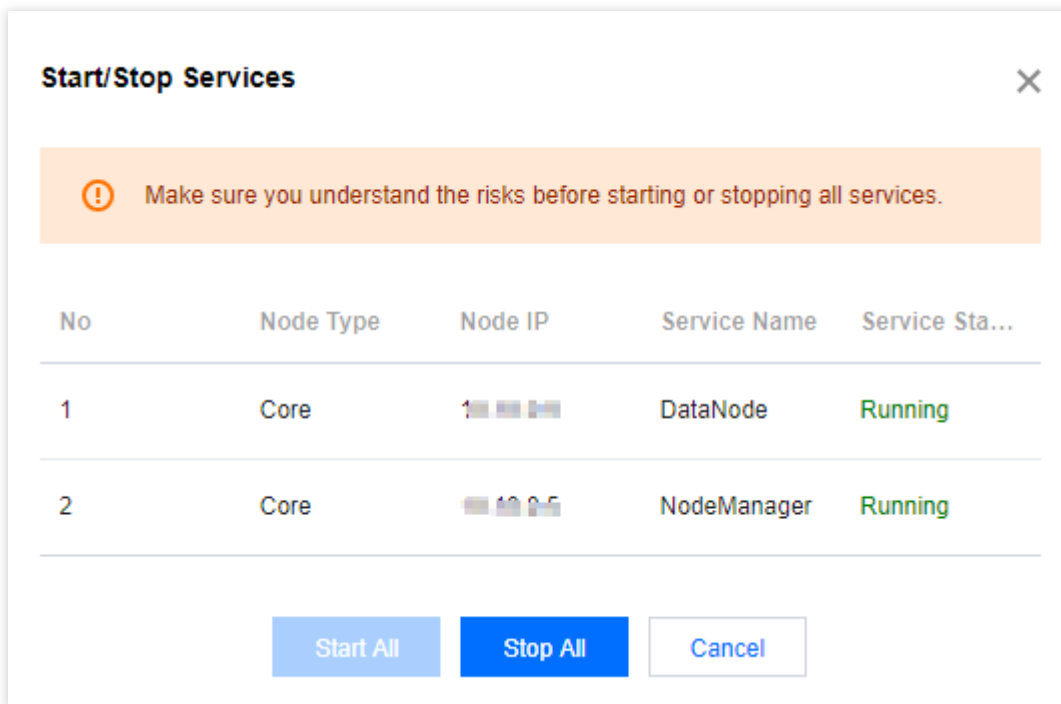 Start/Stop Services
Make sure you understand the risks before starting or stopping all services.
No Node Type Node IP Service Name Service Sta...
1 Core DataNode Running
2 Core NodeManager Running
Start All Stop All Cancel